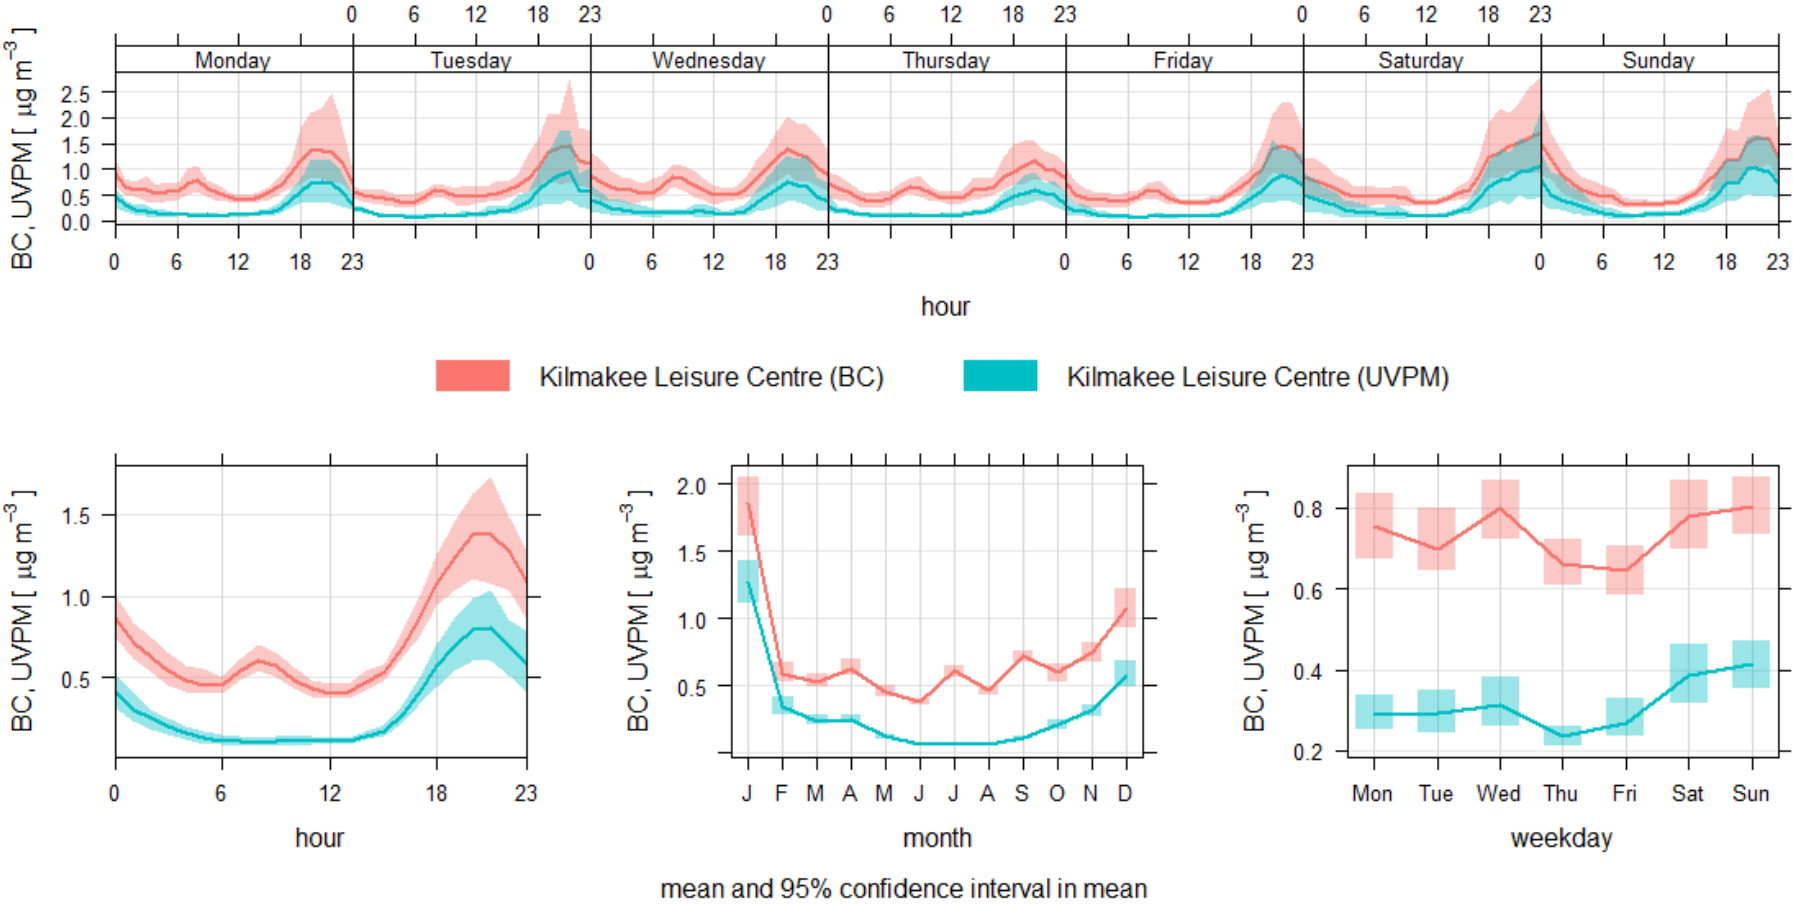 0 6 12 18 23 0 6 12 18 23 0 6 12 18 23
Monday Tuesday Wednesday Thursday Friday Saturday Sunday
BC, UVPM [ μg m⁻³ ]
2.5
2.0
1.5
1.0
0.5
0.0
0 6 12 18 23 0 6 12 18 23 0 6 12 18 23 0 6 12 18 23
hour
Kilmakee Leisure Centre (BC) Kilmakee Leisure Centre (UVPM)
BC, UVPM [ μg m⁻³ ]
1.5
1.0
0.5
0 6 12 18 23
hour
BC, UVPM [ μg m⁻³ ]
2.0
1.5
1.0
0.5
J F M A M J J A S O N D
month
BC, UVPM [ μg m⁻³ ]
0.8
0.6
0.4
0.2
Mon Tue Wed Thu Fri Sat Sun
weekday
mean and 95% confidence interval in mean